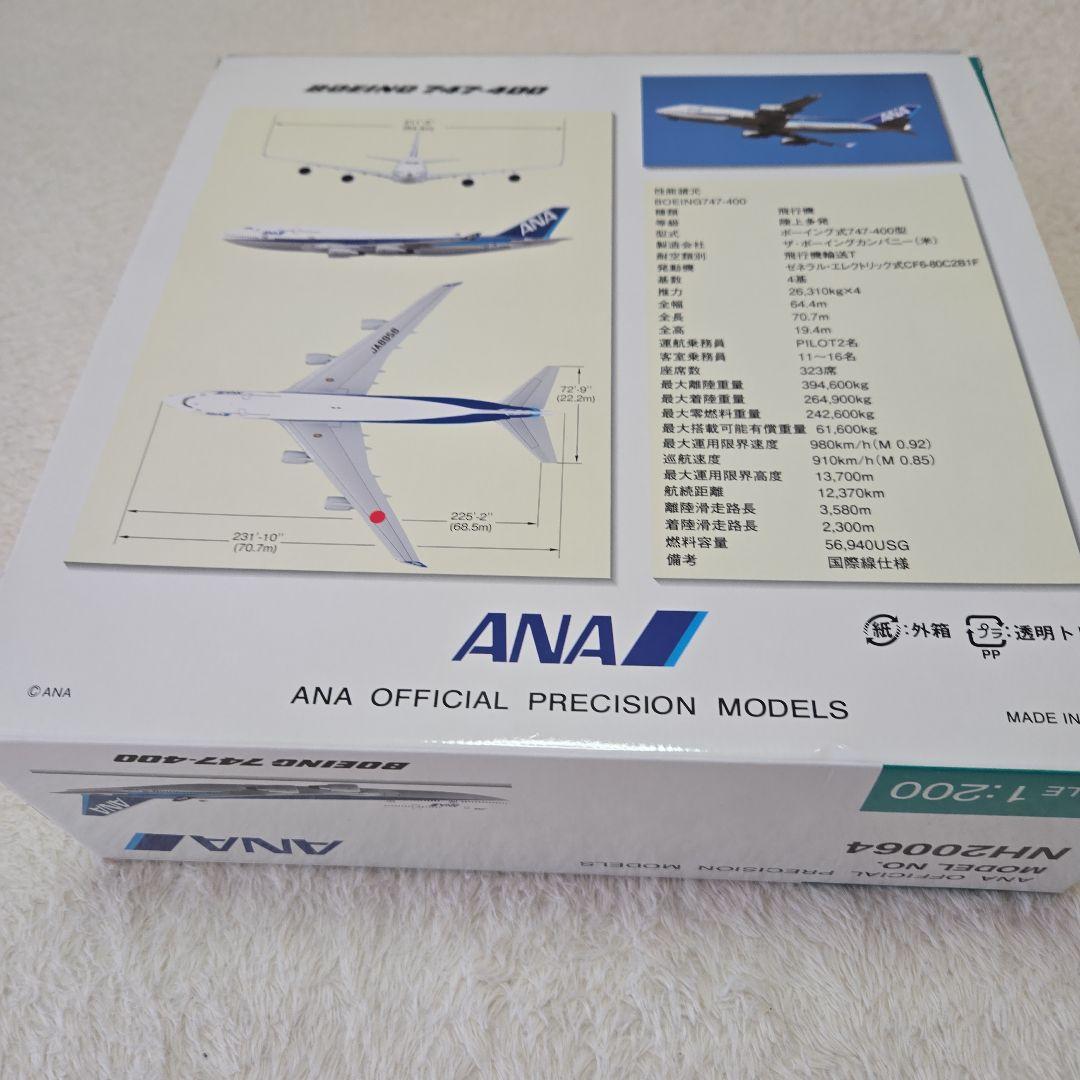 BOEING 747-400
ANA
211'-5"
(64.4m)
ANA
ANA
JA8958
72'-9"
(22.2m)
225'-2"
(68.5m)
231'-10"
(70.7m)
性能諸元
BOEING747-400
種類 飛行機
等級 陸上多発
型式 ボーイング式747-400型
製造会社 ザ・ボーイングカンパニー(米)
耐空類別 飛行機輸送T
発動機 ゼネラル・エレクトリック式CF6-80C2B1F
基数 4基
推力 26,310kg×4
全幅 64.4m
全長 70.7m
全高 19.4m
運航乗務員 PILOT2名
客室乗務員 11〜16名
座席数 323席
最大離陸重量 394,600kg
最大着陸重量 264,900kg
最大零燃料重量 242,600kg
最大搭載可能有償重量 61,600kg
最大運用限界速度 980km/h(M 0.92)
巡航速度 910km/h(M 0.85)
最大運用限界高度 13,700m
航続距離 12,370km
離陸滑走路長 3,580m
着陸滑走路長 2,300m
燃料容量 56,940USG
備考 国際線仕様
ANA
紙:外箱 プラ:透明ト
PP
©ANA
ANA OFFICIAL PRECISION MODELS
MADE IN
BOEING 747-400
ANA
ANA
LE 1:200
MODEL NO.
NH20064
ANA OFFICIAL PRECISION MODELS